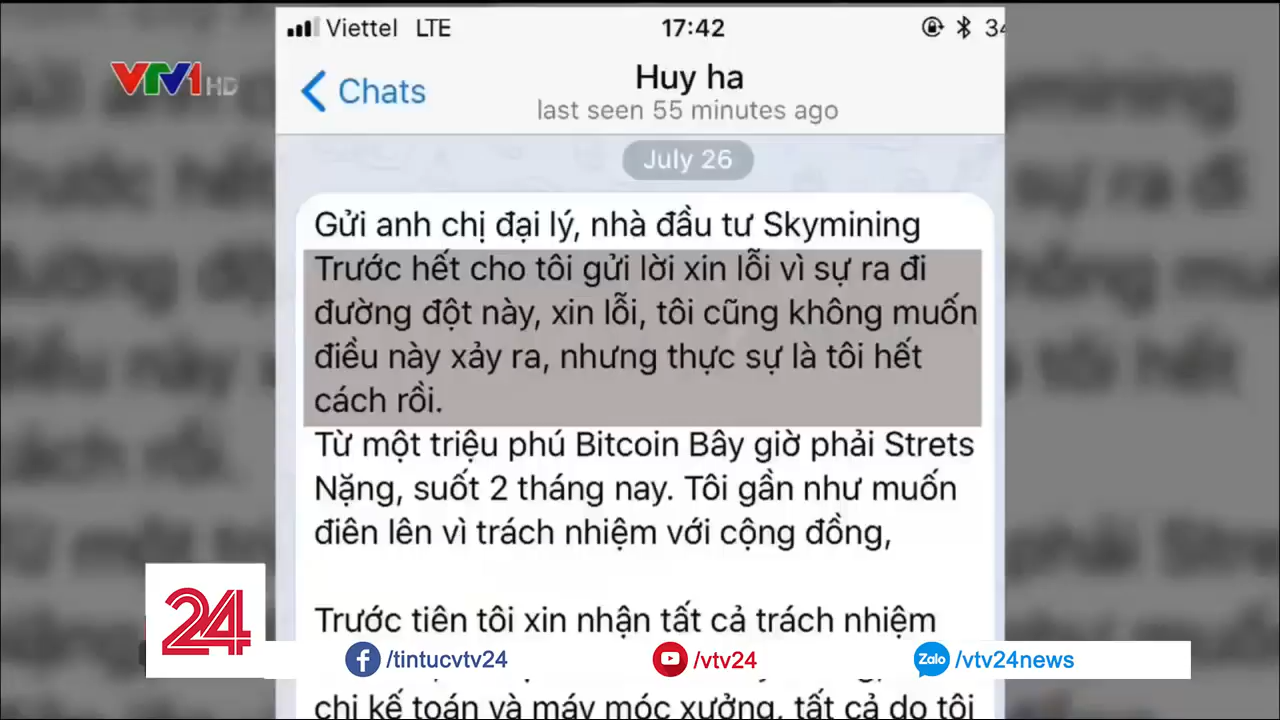 Viettel LTE 17:42 34
VTV1 HD
Chats
Huy ha
last seen 55 minutes ago
July 26
Gửi anh chị đại lý, nhà đầu tư Skymining
Trước hết cho tôi gửi lời xin lỗi vì sự ra đi
đường đột này, xin lỗi, tôi cũng không muốn
điều này xảy ra, nhưng thực sự là tôi hết
cách rồi.
Từ một triệu phú Bitcoin Bây giờ phải Strets
Nặng, suốt 2 tháng nay. Tôi gần như muốn
điên lên vì trách nhiệm với cộng đồng,
Trước tiên tôi xin nhận tất cả trách nhiệm
24
/tintucvtv24
/vtv24
Zalo /vtv24news
chị kế toán và máy móc xưởng, tất cả do tôi